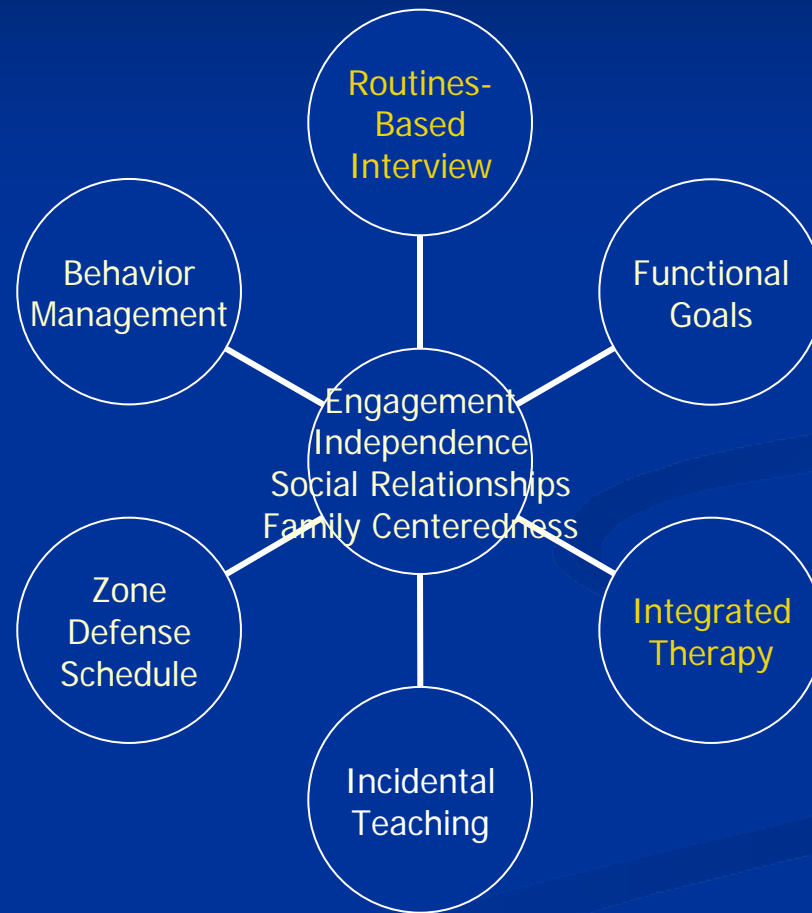 Routines-
Based
Interview
Behavior
Management
Functional
Goals
Engagement
Independence
Social Relationships
Family Centeredness
Zone
Defense
Schedule
Integrated
Therapy
Incidental
Teaching